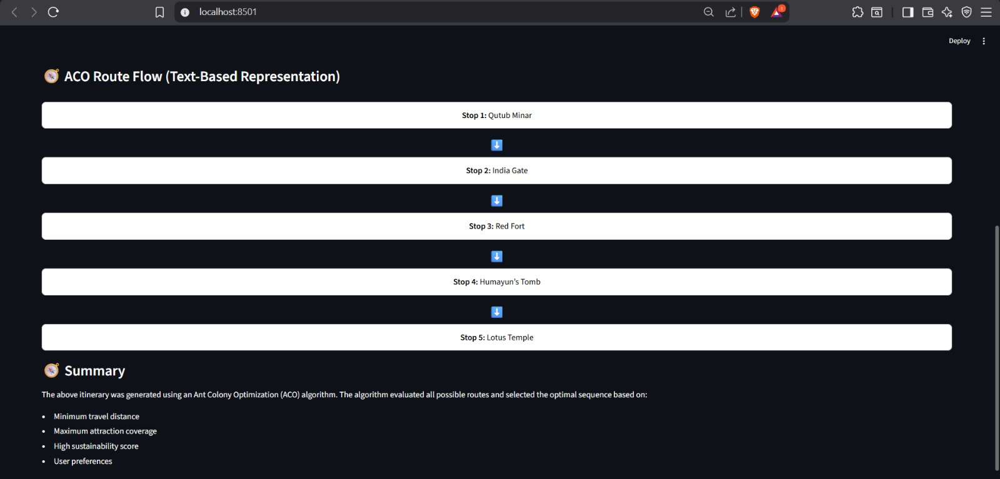 localhost:8501
1
Deploy
ACO Route Flow (Text-Based Representation)
Stop 1: Qutub Minar
Stop 2: India Gate
Stop 3: Red Fort
Stop 4: Humayun’s Tomb
Stop 5: Lotus Temple
Summary
The above itinerary was generated using an Ant Colony Optimization (ACO) algorithm. The algorithm evaluated all possible routes and selected the optimal sequence based on:
• Minimum travel distance
• Maximum attraction coverage
• High sustainability score
• User preferences